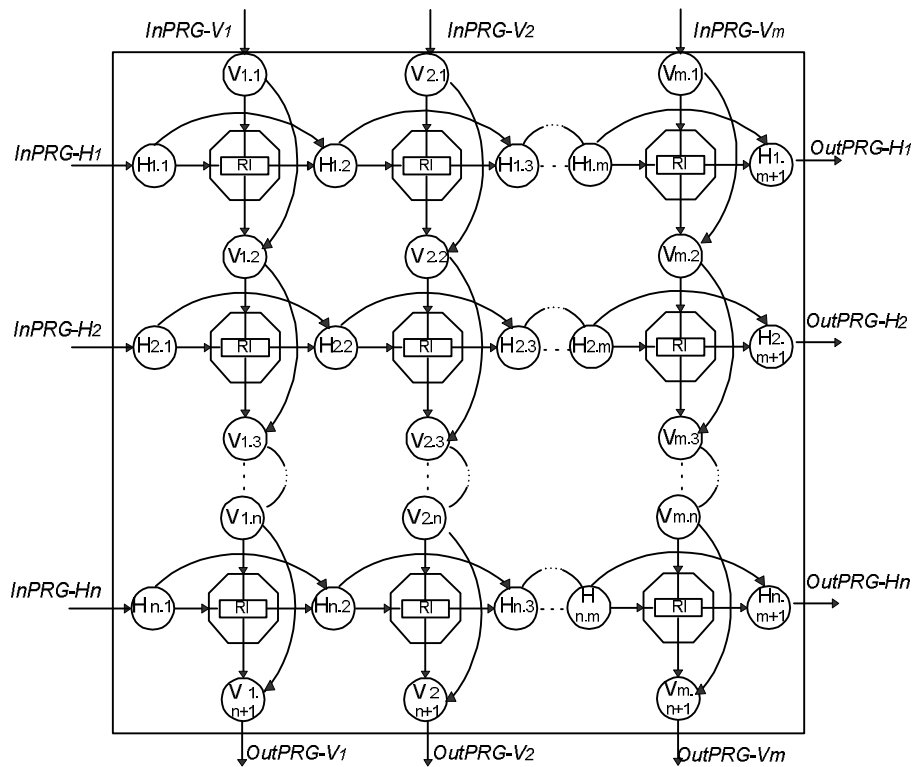 InPRG-V1 InPRG-V2 InPRG-Vm
V1.1 V2.1 Vm.1
InPRG-H1 H1.1 RI H1.2 RI H1.3 H1.m RI H1. m+1 OutPRG-H1
V1.2 V2.2 Vm.2
InPRG-H2 H2.1 RI H2.2 RI H2.3 H2.m RI H2. m+1 OutPRG-H2
V1.3 V2.3 Vm.3
V1.n V2.n Vm.n
InPRG-Hn Hn.1 RI Hn.2 RI Hn.3 H n.m RI Hn. m+1 OutPRG-Hn
V1. n+1 V2 n+1 Vm. n+1
OutPRG-V1 OutPRG-V2 OutPRG-Vm